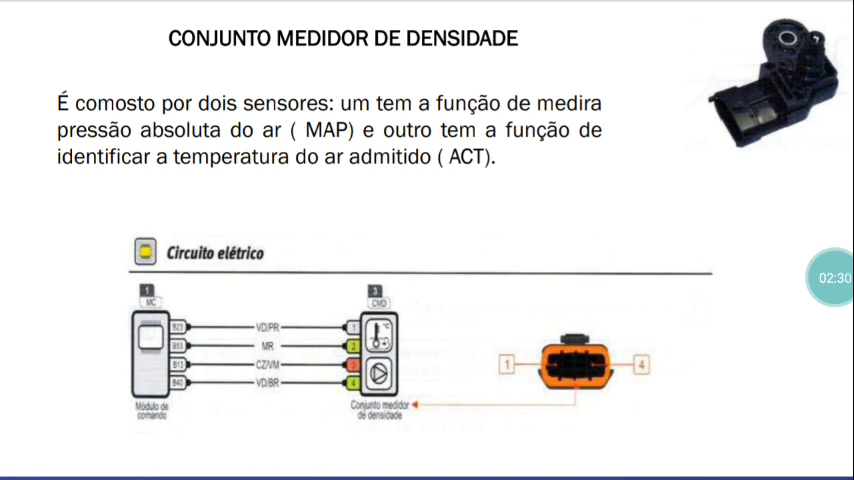 CONJUNTO MEDIDOR DE DENSIDADE
É comosto por dois sensores: um tem a função de medira
pressão absoluta do ar ( MAP) e outro tem a função de
identificar a temperatura do ar admitido ( ACT).
02:30
Circuito elétrico
1
MC
3
CMD
B23 VD/PR 1
B53 MR 2
B13 CZ/VM 3
B40 VD/BR 4
°C
1
4
Módulo de
comando
Conjunto medidor
de densidade